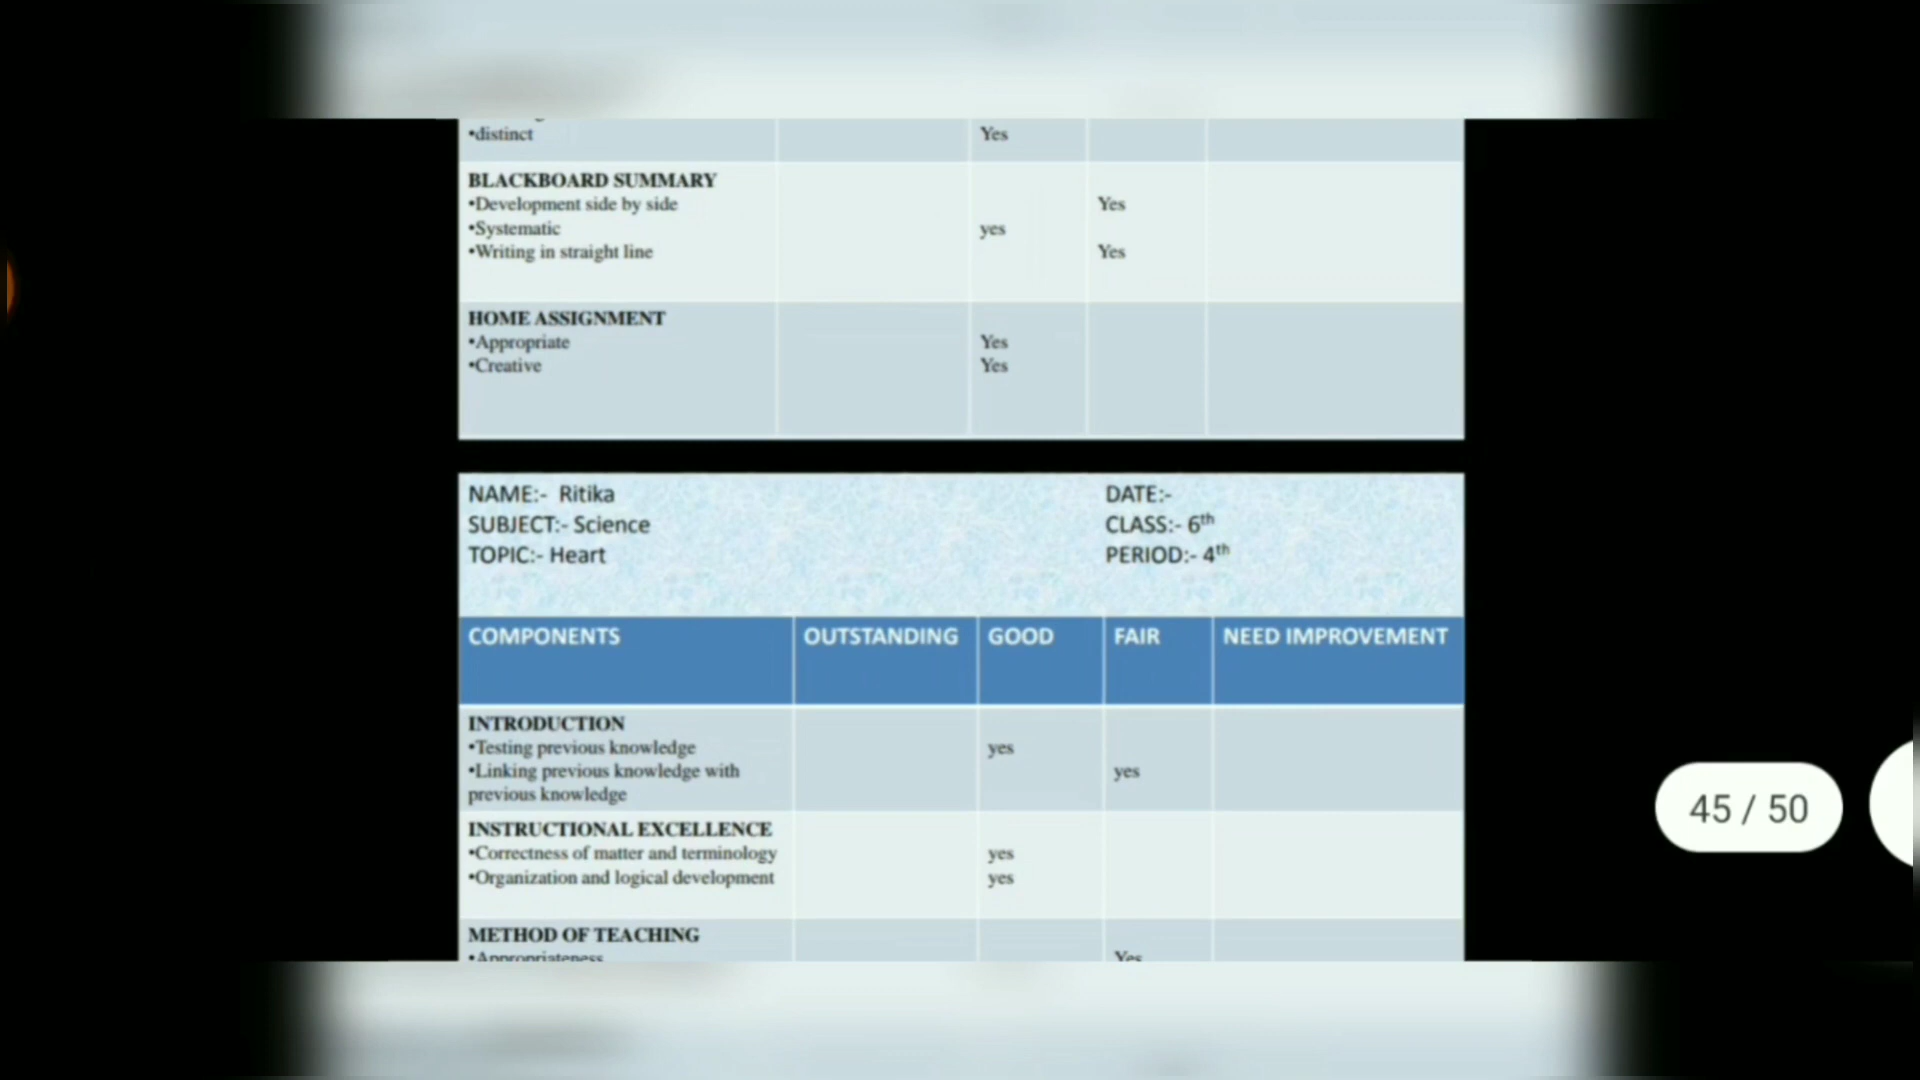 •distinct Yes
BLACKBOARD SUMMARY
•Development side by side Yes
•Systematic yes
•Writing in straight line Yes
HOME ASSIGNMENT
•Appropriate Yes
•Creative Yes
NAME:- Ritika DATE:-
SUBJECT:- Science CLASS:- 6th
TOPIC:- Heart PERIOD:- 4th
COMPONENTS OUTSTANDING GOOD FAIR NEED IMPROVEMENT
INTRODUCTION
•Testing previous knowledge yes
•Linking previous knowledge with yes
previous knowledge
45 / 50
INSTRUCTIONAL EXCELLENCE
•Correctness of matter and terminology yes
•Organization and logical development yes
METHOD OF TEACHING
•Appropriateness Yes